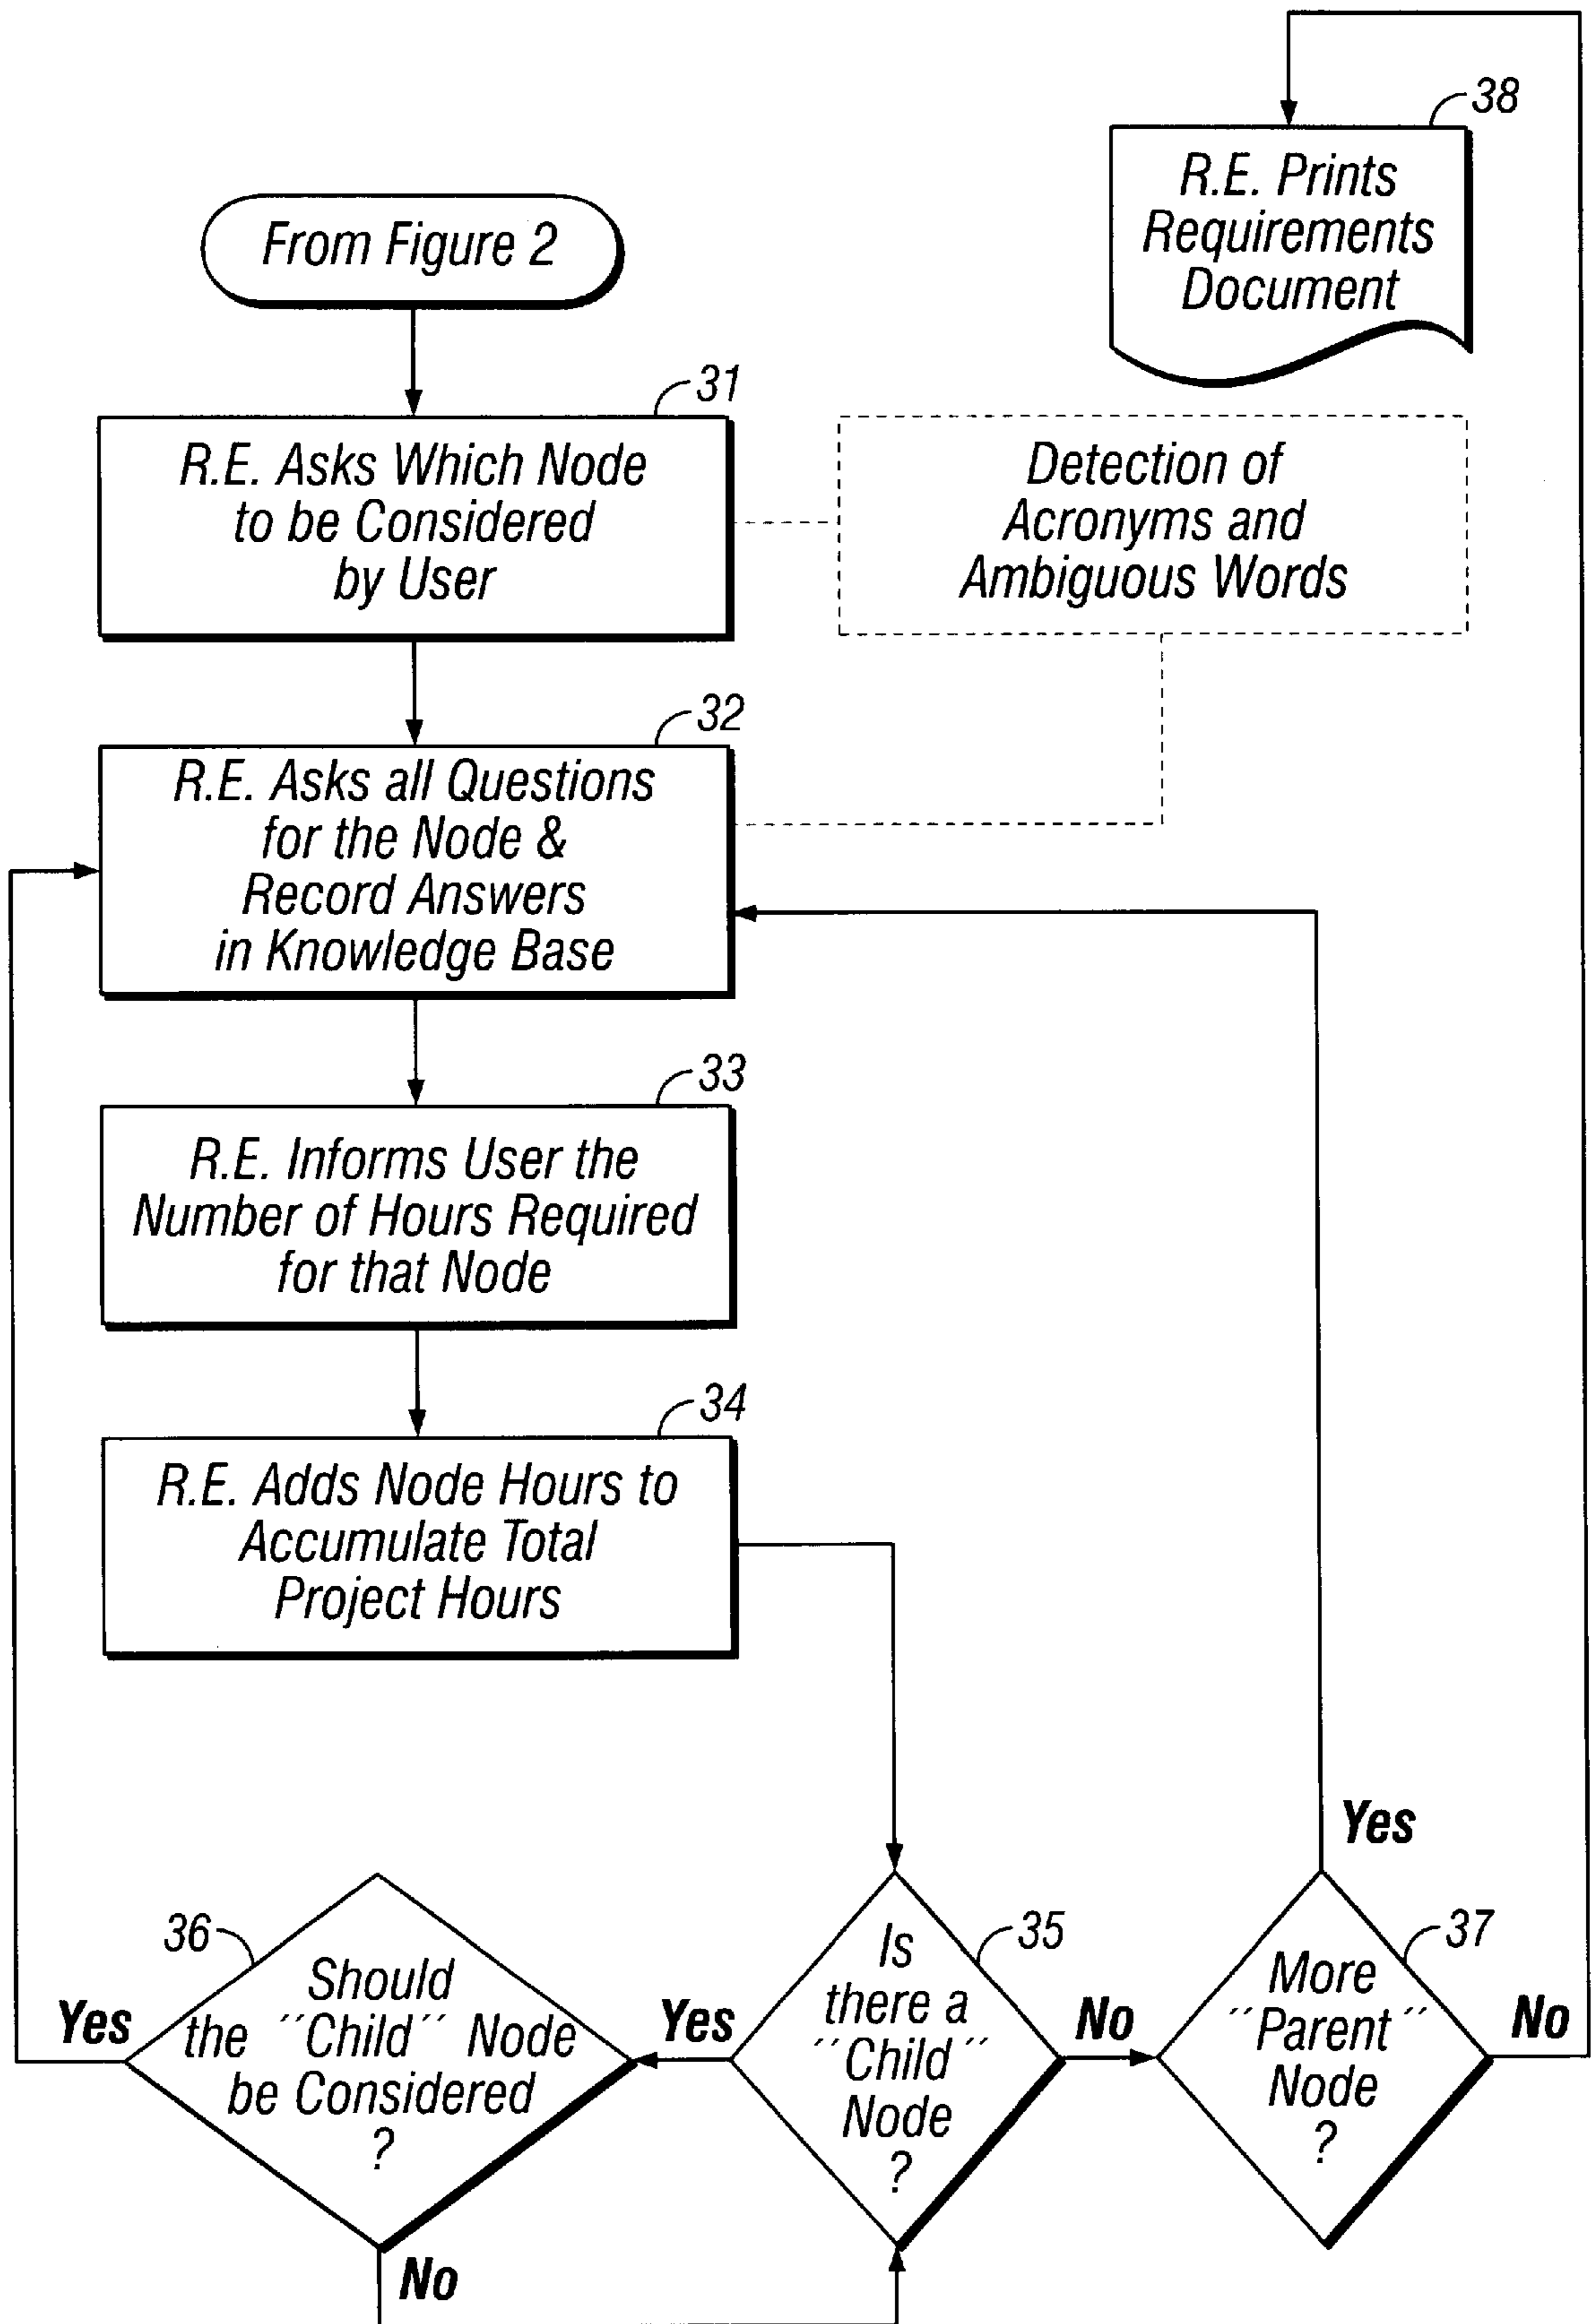 38
R.E. Prints
Requirements
Document
From Figure 2
31
R.E. Asks Which Node
to be Considered
by User
Detection of
Acronyms and
Ambiguous Words
32
R.E. Asks all Questions
for the Node &
Record Answers
in Knowledge Base
33
R.E. Informs User the
Number of Hours Required
for that Node
34
R.E. Adds Node Hours to
Accumulate Total
Project Hours
36
Should
the "Child" Node
be Considered
?
Yes
No
35
Is
there a
"Child"
Node
?
Yes
No
37
More
"Parent"
Node
?
Yes
No